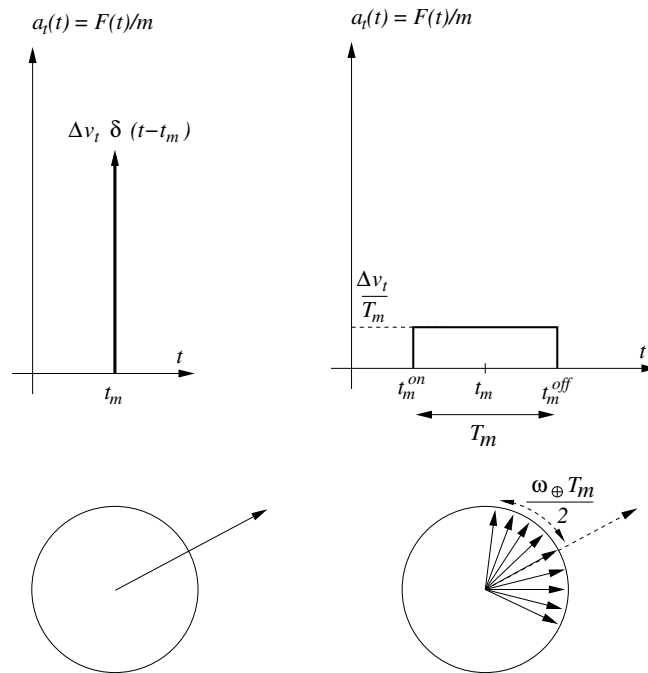 a_t(t) = F(t)/m
Δv_t δ (t−t_m)
t
t_m
a_t(t) = F(t)/m
Δv_t
T_m
t
t_m^on t_m t_m^off
T_m
ω_⊕ T_m
2